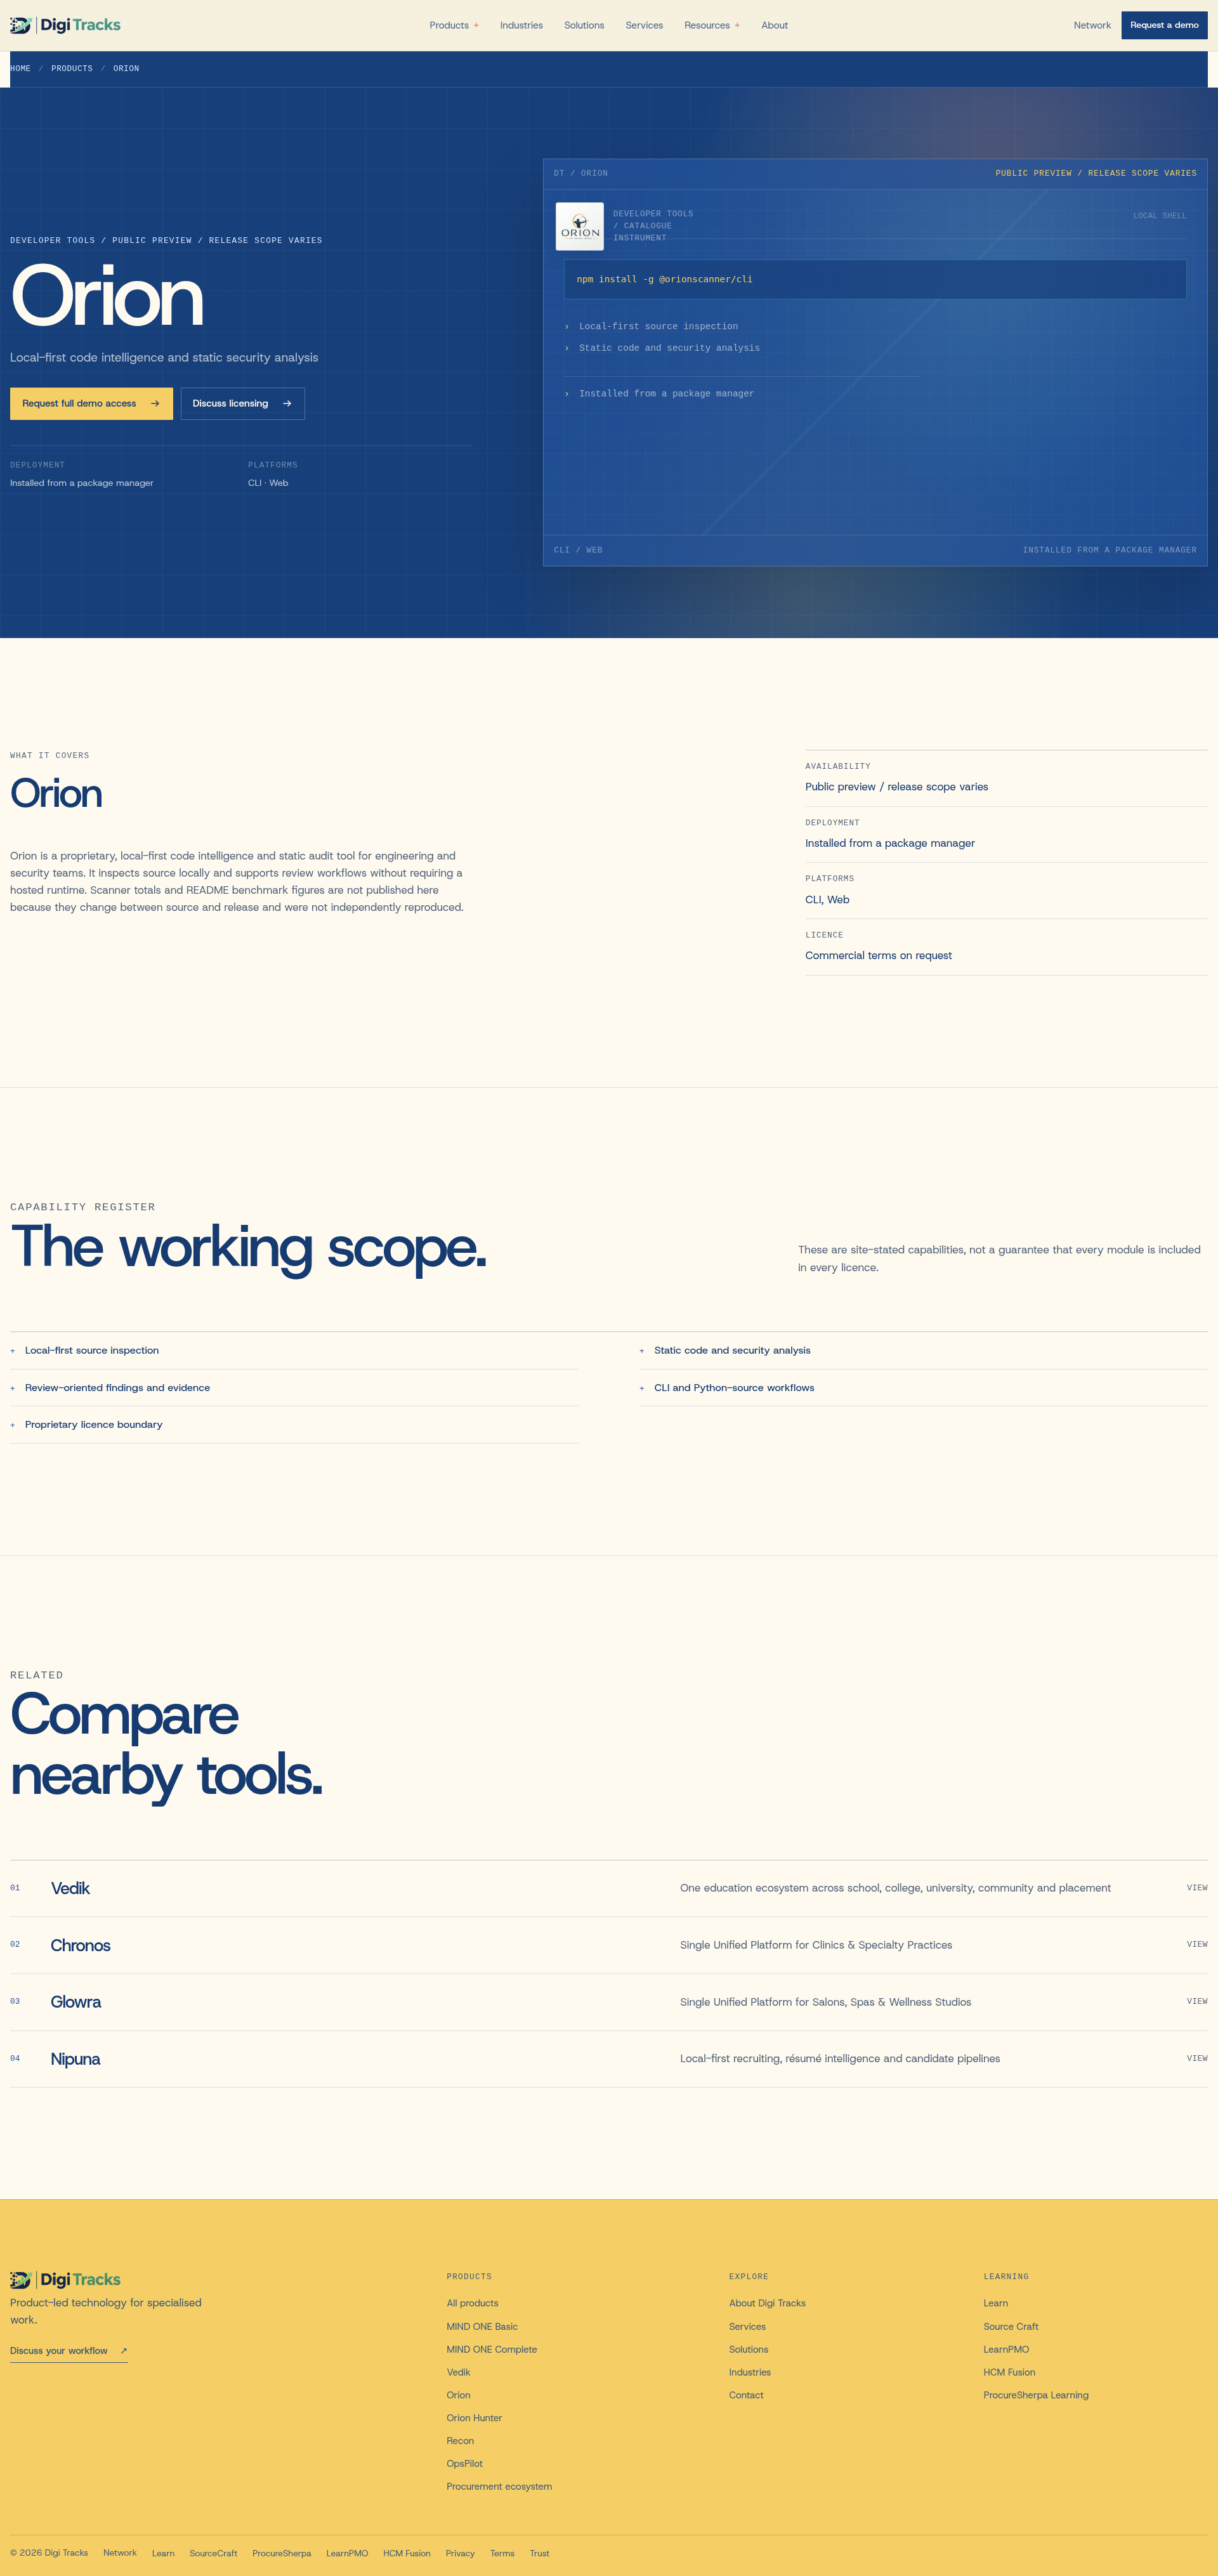 Digi Tracks
Products +
Industries
Solutions
Services
Resources +
About
Network
Request a demo
HOME / PRODUCTS / ORION
DEVELOPER TOOLS / PUBLIC PREVIEW / RELEASE SCOPE VARIES
Orion
Local-first code intelligence and static security analysis
Request full demo access →
Discuss licensing →
DEPLOYMENT
Installed from a package manager
PLATFORMS
CLI · Web
DT / ORION
PUBLIC PREVIEW / RELEASE SCOPE VARIES
ORION
DEVELOPER TOOLS
/ CATALOGUE
INSTRUMENT
LOCAL SHELL
npm install -g @orionscanner/cli
› Local-first source inspection
› Static code and security analysis
› Installed from a package manager
CLI / WEB
INSTALLED FROM A PACKAGE MANAGER
WHAT IT COVERS
Orion
Orion is a proprietary, local-first code intelligence and static audit tool for engineering and
security teams. It inspects source locally and supports review workflows without requiring a
hosted runtime. Scanner totals and README benchmark figures are not published here
because they change between source and release and were not independently reproduced.
AVAILABILITY
Public preview / release scope varies
DEPLOYMENT
Installed from a package manager
PLATFORMS
CLI, Web
LICENCE
Commercial terms on request
CAPABILITY REGISTER
The working scope.
These are site-stated capabilities, not a guarantee that every module is included
in every licence.
+ Local-first source inspection
+ Static code and security analysis
+ Review-oriented findings and evidence
+ CLI and Python-source workflows
+ Proprietary licence boundary
RELATED
Compare
nearby tools.
01 Vedik One education ecosystem across school, college, university, community and placement VIEW
02 Chronos Single Unified Platform for Clinics & Specialty Practices VIEW
03 Glowra Single Unified Platform for Salons, Spas & Wellness Studios VIEW
04 Nipuna Local-first recruiting, résumé intelligence and candidate pipelines VIEW
Digi Tracks
Product-led technology for specialised
work.
Discuss your workflow ↗
PRODUCTS
All products
MIND ONE Basic
MIND ONE Complete
Vedik
Orion
Orion Hunter
Recon
OpsPilot
Procurement ecosystem
EXPLORE
About Digi Tracks
Services
Solutions
Industries
Contact
LEARNING
Learn
Source Craft
LearnPMO
HCM Fusion
ProcureSherpa Learning
© 2026 Digi Tracks Network Learn SourceCraft ProcureSherpa LearnPMO HCM Fusion Privacy Terms Trust